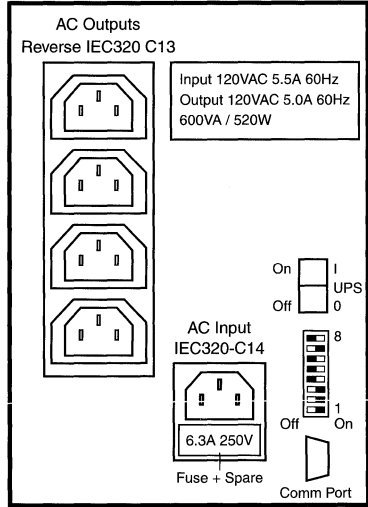 AC Outputs
Reverse IEC320 C13
Input 120VAC 5.5A 60Hz
Output 120VAC 5.0A 60Hz
600VA / 520W
On I
UPS
Off 0
AC Input
IEC320-C14
8
1
Off On
6.3A 250V
Fuse + Spare
Comm Port